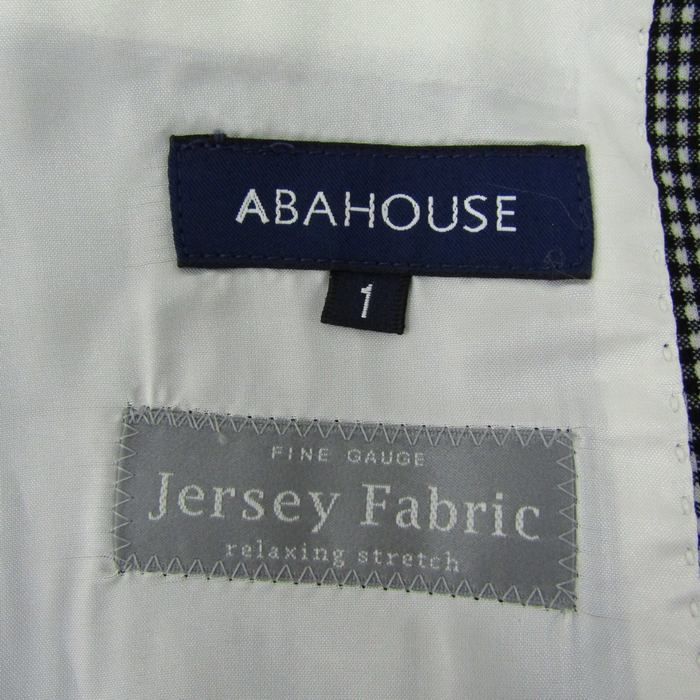 ABAHOUSE
1
FINE GAUGE
Jersey Fabric
relaxing stretch